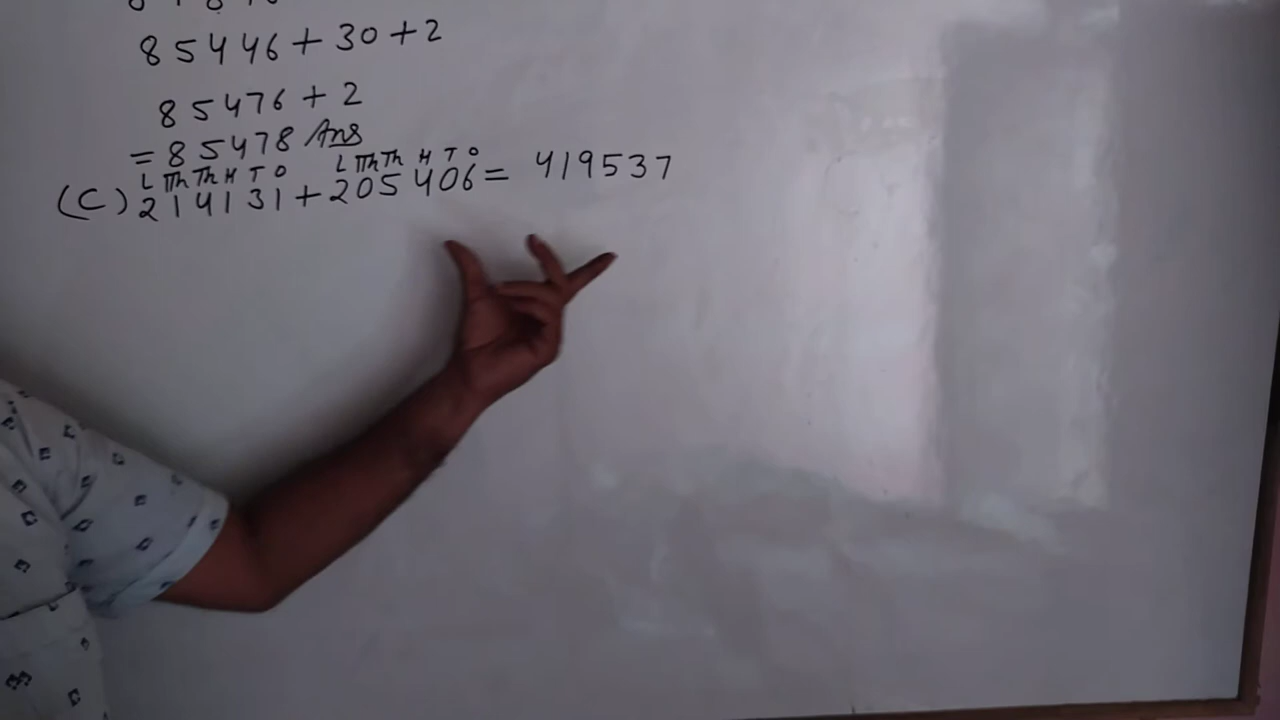 85446+30+2
85476+2
=85478 Ans
L TTh Th H T O L TTh Th H T O
(C) 214131+205406= 419537